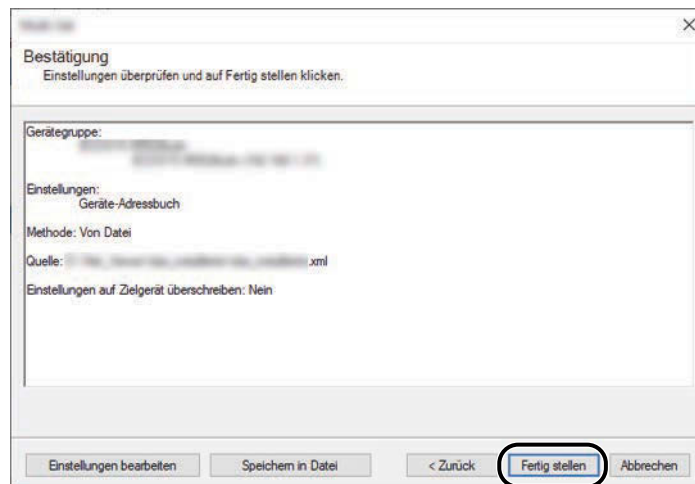 Bestätigung
Einstellungen überprüfen und auf Fertig stellen klicken.
Gerätegruppe:
Einstellungen:
Geräte-Adressbuch
Methode: Von Datei
Quelle: .xml
Einstellungen auf Zielgerät überschreiben: Nein
Einstellungen bearbeiten Speichern in Datei < Zurück Fertig stellen Abbrechen